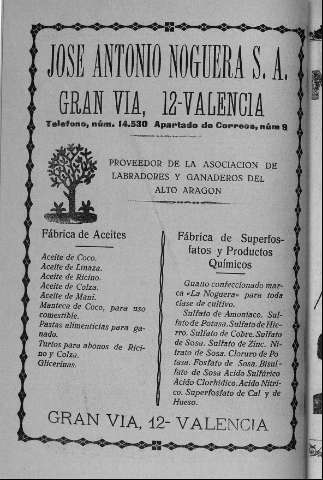 JOSE ANTONIO NOGUERA S. A.
GRAN VIA, 12-VALENCIA
Telefono, núm. 14.530 Apartado de Correos, núm 9
PROVEEDOR DE LA ASOCIACION DE
LABRADORES Y GANADEROS DEL
ALTO ARAGON
Fábrica de Aceites
Aceite de Coco.
Aceite de Linaza.
Aceite de Ricino.
Aceite de Colza.
Aceite de Maní.
Manteca de Coco, para uso
comestible.
Pastas alimenticias para ga-
nado.
Turtos para abonos de Rici-
no y Colza.
Glicerinas.
Fábrica de Superfos-
fatos y Productos
Químicos
Guano confeccionado mar-
ca «La Noguera» para toda
clase de cultivo.
Sulfato de Amoniaco. Sul-
fato de Potasa. Sulfato de Hie-
rro. Sulfato de Cobre. Sulfato
de Sosa. Sulfato de Zinc. Ni-
trato de Sosa. Cloruro de Po-
tasa. Fosfato de Sosa. Bisul-
fato de Sosa Acido Sulfúrico
Acido Clorhídico. Acido Nítri-
co. Superfosfato de Cal y de
Hueso.
GRAN VIA, 12- VALENCIA